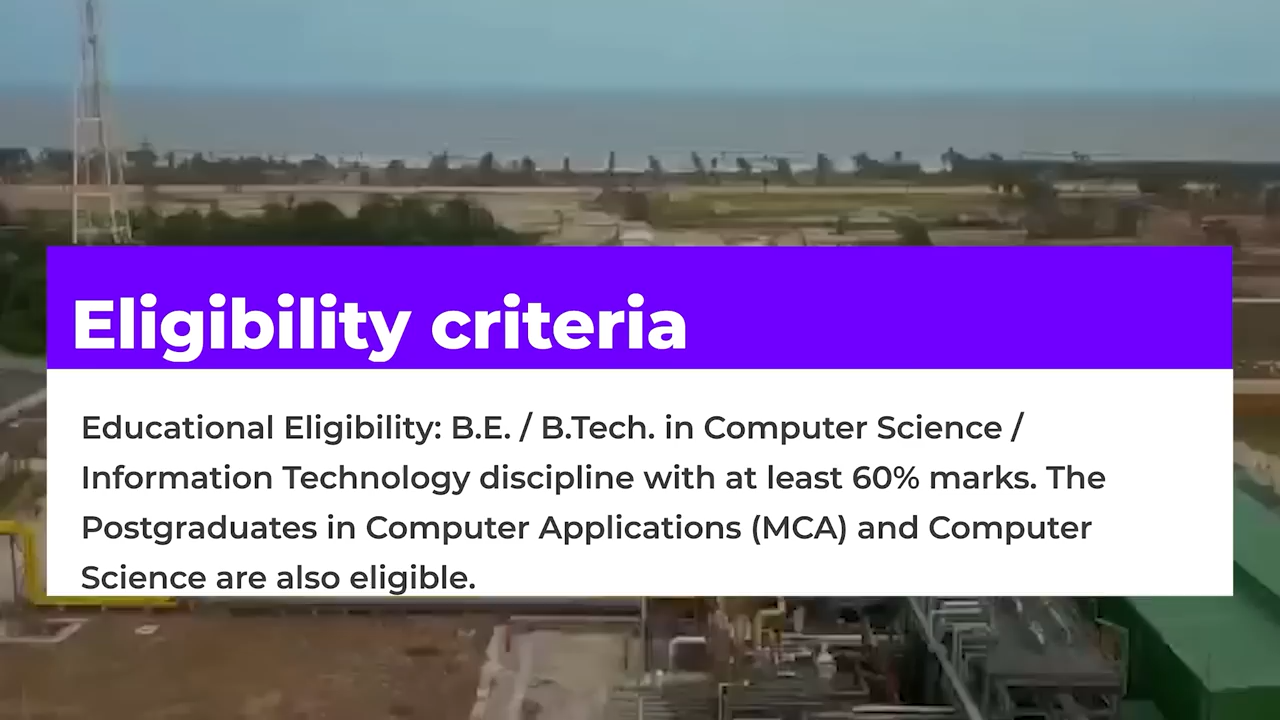 Eligibility criteria
Educational Eligibility: B.E. / B.Tech. in Computer Science /
Information Technology discipline with at least 60% marks. The
Postgraduates in Computer Applications (MCA) and Computer
Science are also eligible.